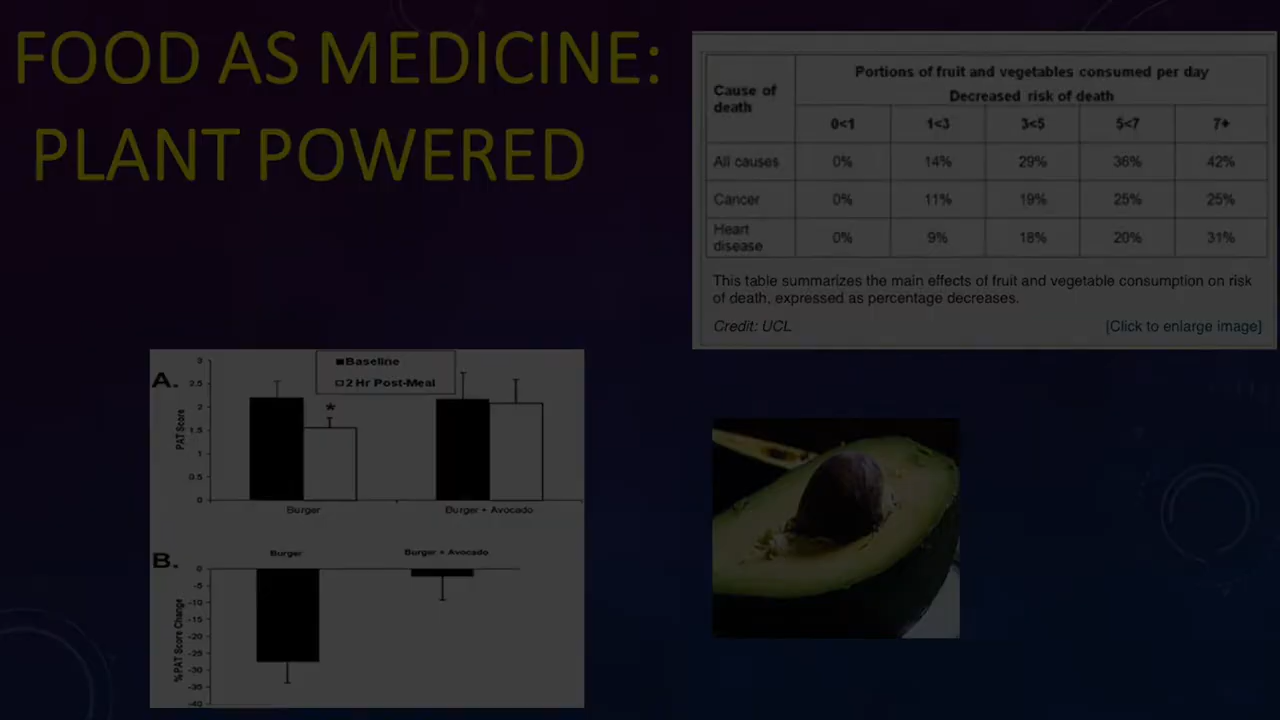 FOOD AS MEDICINE:
PLANT POWERED
Cause of death
Portions of fruit and vegetables consumed per day
Decreased risk of death
0<1 1<3 3<5 5<7 7+
All causes 0% 14% 29% 36% 42%
Cancer 0% 11% 19% 25% 25%
Heart disease 0% 9% 18% 20% 31%
This table summarizes the main effects of fruit and vegetable consumption on risk
of death, expressed as percentage decreases.
Credit: UCL [Click to enlarge image]
A.
Baseline
2 Hr Post-Meal
PAT Score
3
2.5
2
1.5
1
0.5
0
*
Burger Burger + Avocado
B.
Burger Burger + Avocado
%PAT Score Change
0
-5
-10
-15
-20
-25
-30
-35
-40